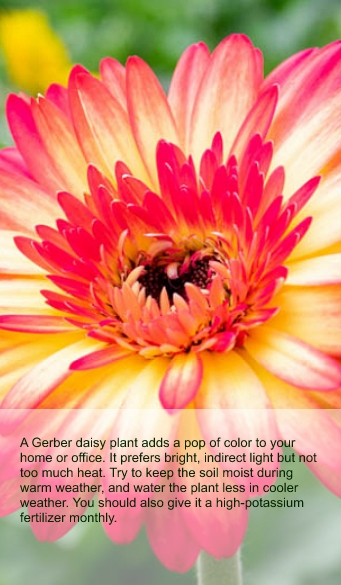 A Gerber daisy plant adds a pop of color to your
home or office. It prefers bright, indirect light but not
too much heat. Try to keep the soil moist during
warm weather, and water the plant less in cooler
weather. You should also give it a high-potassium
fertilizer monthly.